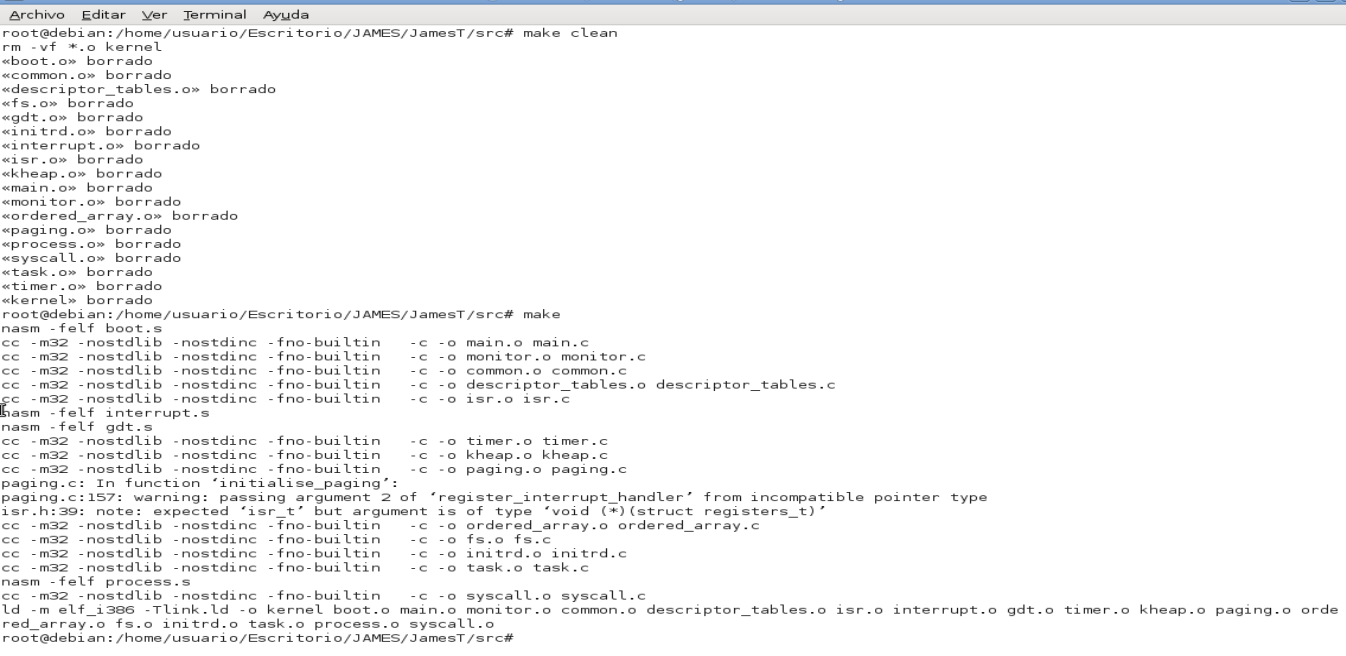 Archivo Editar Ver Terminal Ayuda
root@debian:/home/usuario/Escritorio/JAMES/JamesT/src# make clean
rm -vf *.o kernel
«boot.o» borrado
«common.o» borrado
«descriptor_tables.o» borrado
«fs.o» borrado
«gdt.o» borrado
«initrd.o» borrado
«interrupt.o» borrado
«isr.o» borrado
«kheap.o» borrado
«main.o» borrado
«monitor.o» borrado
«ordered_array.o» borrado
«paging.o» borrado
«process.o» borrado
«syscall.o» borrado
«task.o» borrado
«timer.o» borrado
«kernel» borrado
root@debian:/home/usuario/Escritorio/JAMES/JamesT/src# make
nasm -felf boot.s
cc -m32 -nostdlib -nostdinc -fno-builtin   -c -o main.o main.c
cc -m32 -nostdlib -nostdinc -fno-builtin   -c -o monitor.o monitor.c
cc -m32 -nostdlib -nostdinc -fno-builtin   -c -o common.o common.c
cc -m32 -nostdlib -nostdinc -fno-builtin   -c -o descriptor_tables.o descriptor_tables.c
cc -m32 -nostdlib -nostdinc -fno-builtin   -c -o isr.o isr.c
nasm -felf interrupt.s
nasm -felf gdt.s
cc -m32 -nostdlib -nostdinc -fno-builtin   -c -o timer.o timer.c
cc -m32 -nostdlib -nostdinc -fno-builtin   -c -o kheap.o kheap.c
cc -m32 -nostdlib -nostdinc -fno-builtin   -c -o paging.o paging.c
paging.c: In function ‘initialise_paging’:
paging.c:157: warning: passing argument 2 of ‘register_interrupt_handler’ from incompatible pointer type
isr.h:39: note: expected ‘isr_t’ but argument is of type ‘void (*)(struct registers_t)’
cc -m32 -nostdlib -nostdinc -fno-builtin   -c -o ordered_array.o ordered_array.c
cc -m32 -nostdlib -nostdinc -fno-builtin   -c -o fs.o fs.c
cc -m32 -nostdlib -nostdinc -fno-builtin   -c -o initrd.o initrd.c
cc -m32 -nostdlib -nostdinc -fno-builtin   -c -o task.o task.c
nasm -felf process.s
cc -m32 -nostdlib -nostdinc -fno-builtin   -c -o syscall.o syscall.c
ld -m elf_i386 -Tlink.ld -o kernel boot.o main.o monitor.o common.o descriptor_tables.o isr.o interrupt.o gdt.o timer.o kheap.o paging.o orde
red_array.o fs.o initrd.o task.o process.o syscall.o
root@debian:/home/usuario/Escritorio/JAMES/JamesT/src#